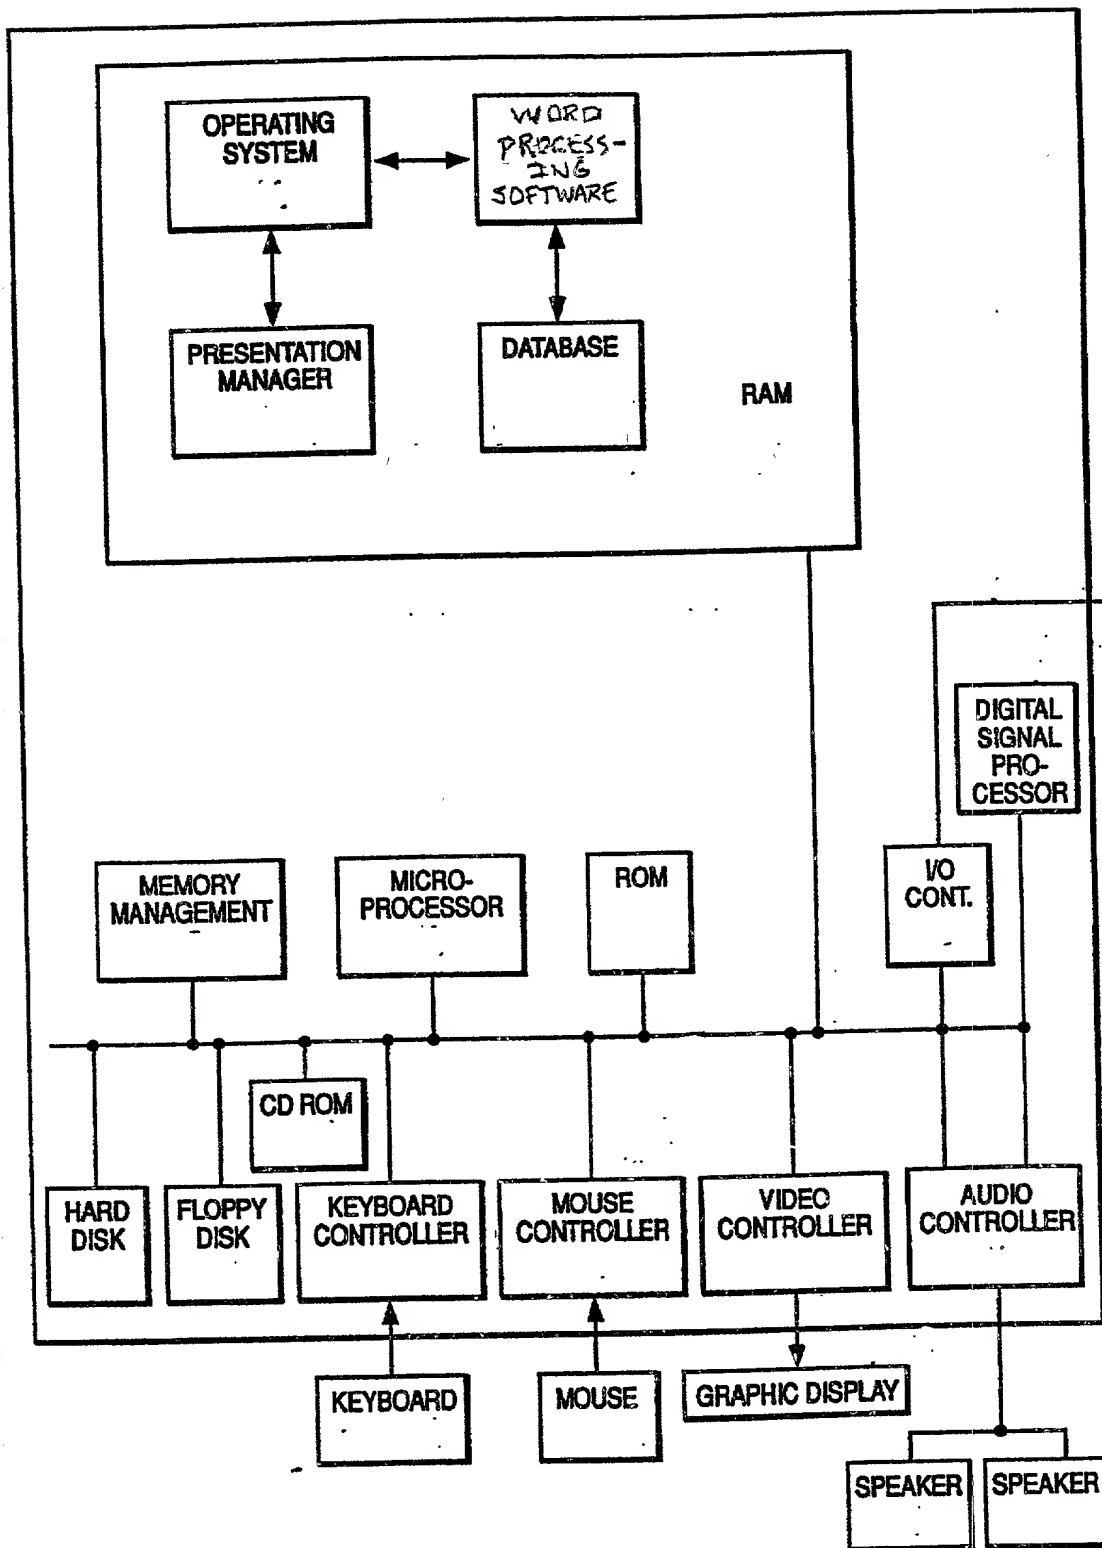 OPERATING
SYSTEM
WORD
PROCESS-
ING
SOFTWARE
PRESENTATION
MANAGER
DATABASE
RAM
DIGITAL
SIGNAL
PRO-
CESSOR
MEMORY
MANAGEMENT
MICRO-
PROCESSOR
ROM
I/O
CONT.
CD ROM
HARD
DISK
FLOPPY
DISK
KEYBOARD
CONTROLLER
MOUSE
CONTROLLER
VIDEO
CONTROLLER
AUDIO
CONTROLLER
KEYBOARD
MOUSE
GRAPHIC DISPLAY
SPEAKER
SPEAKER